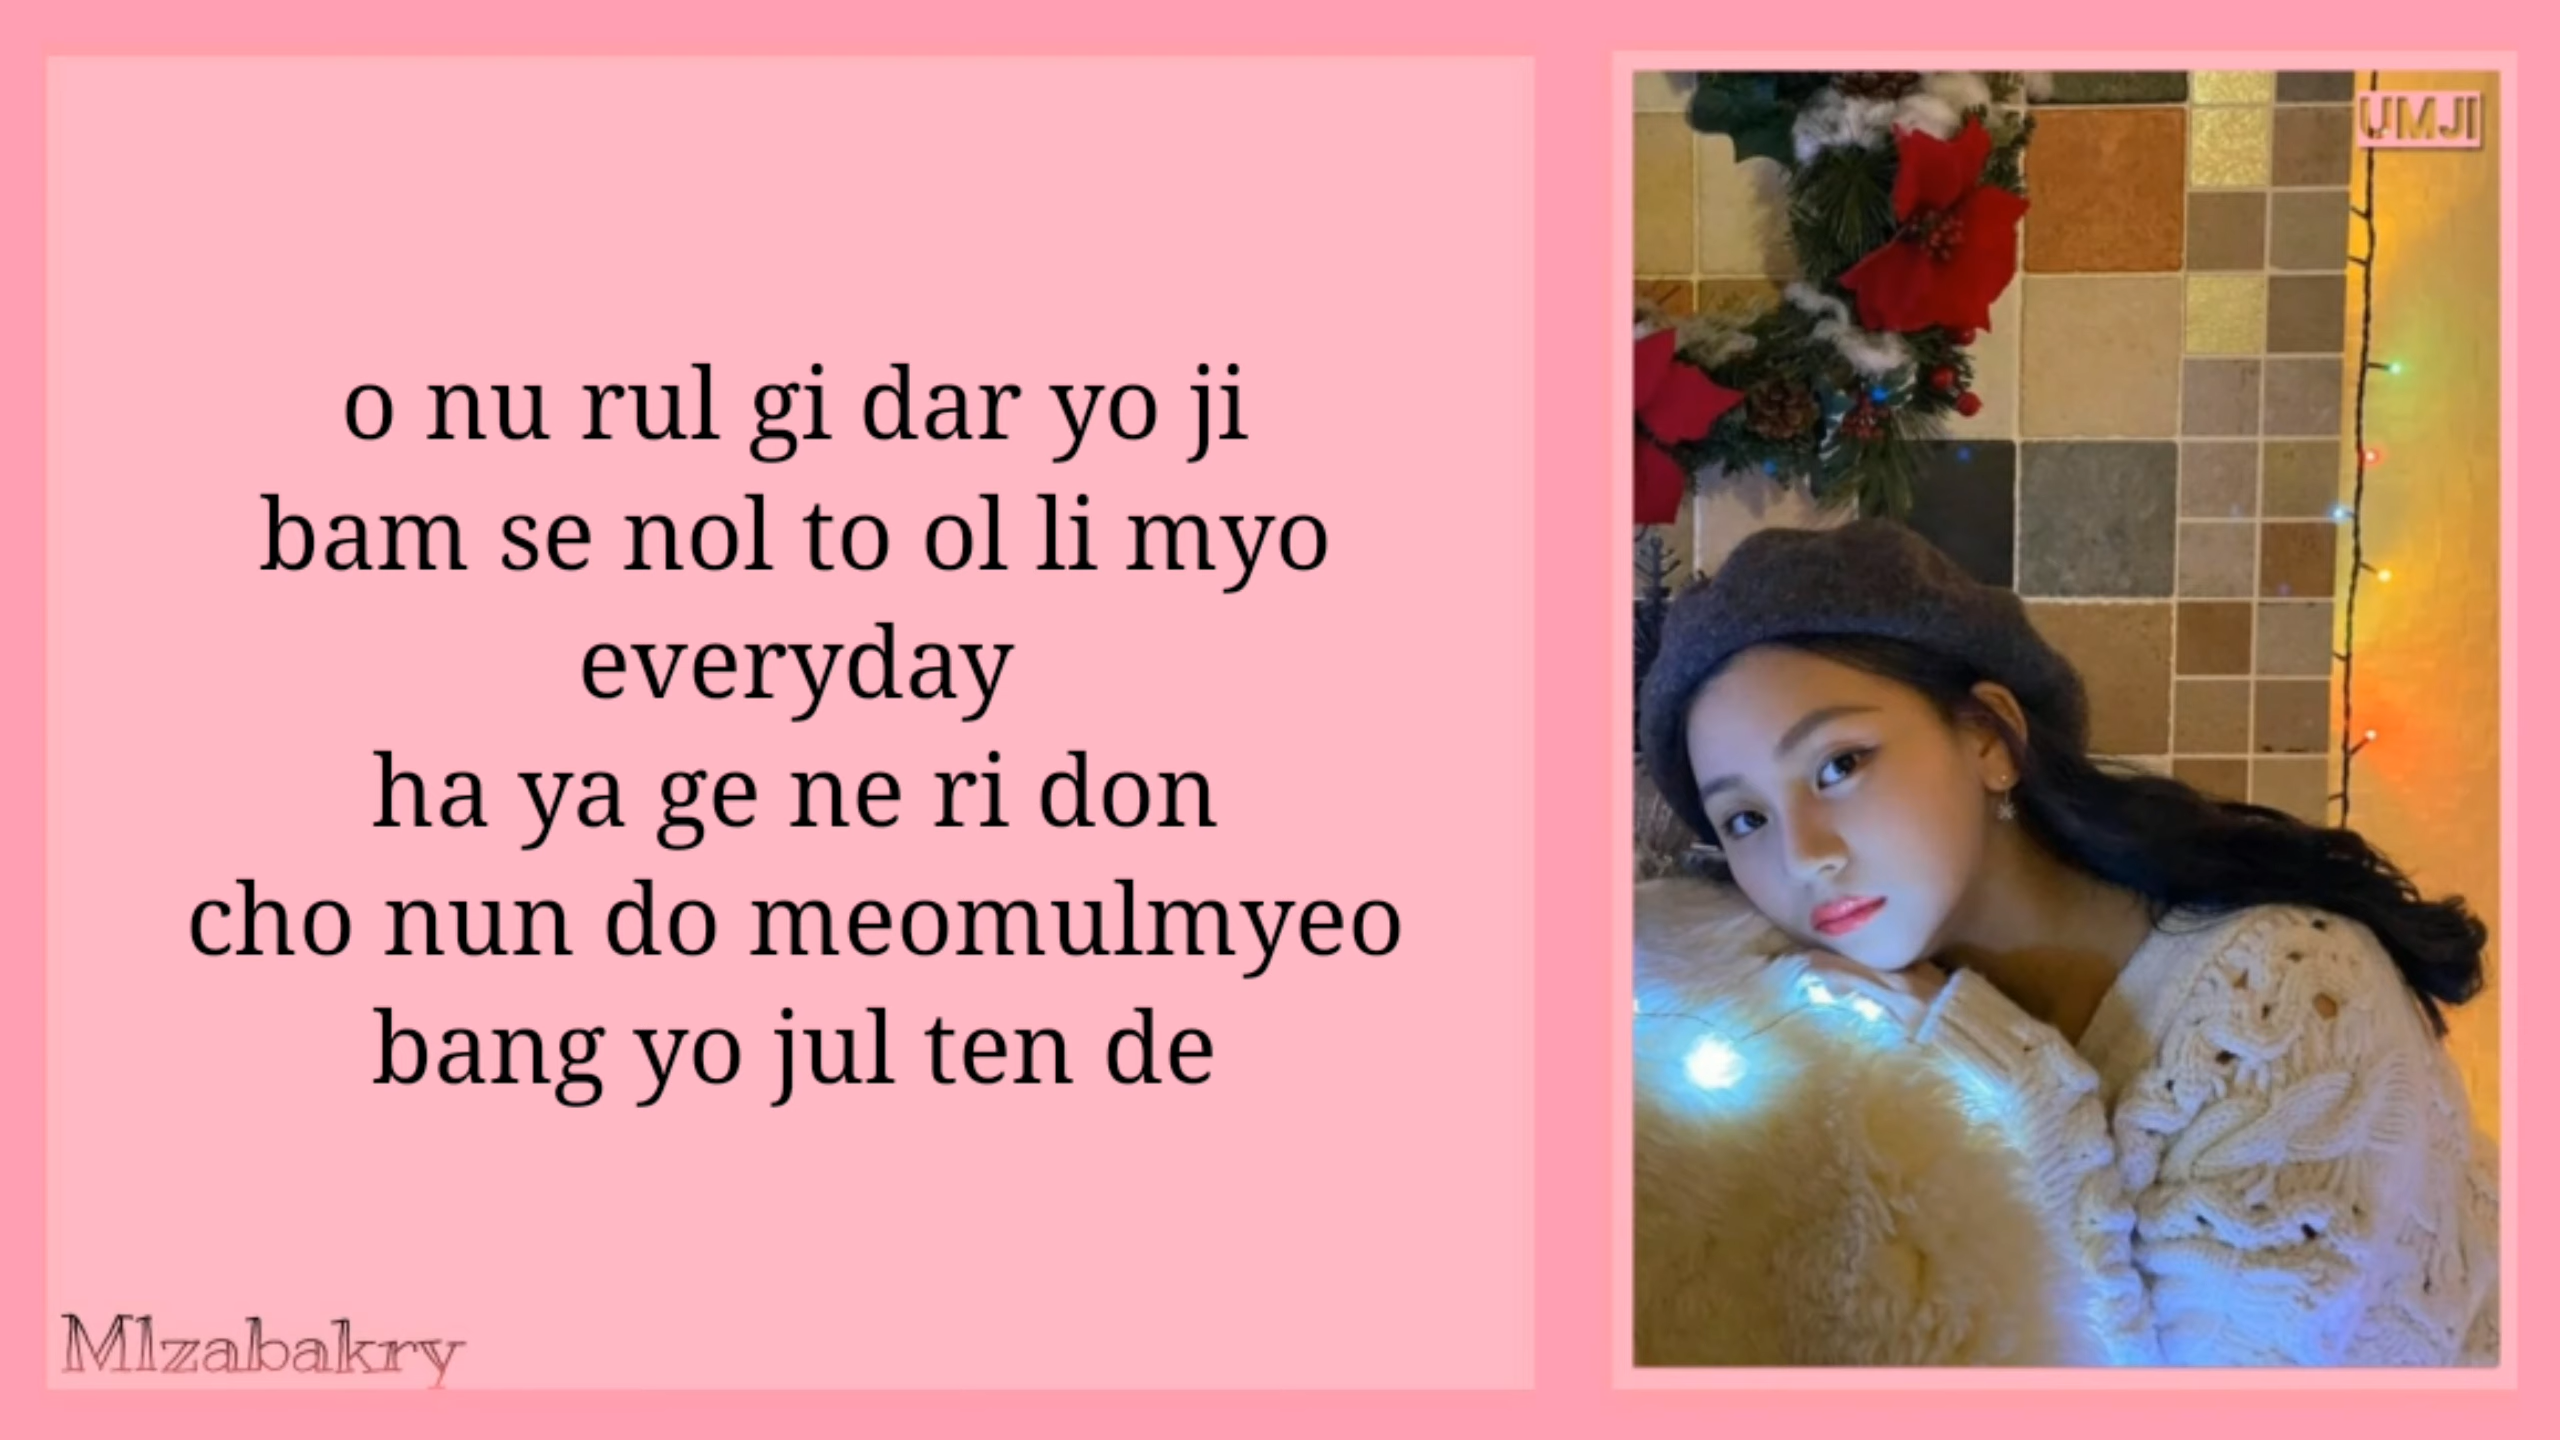 o nu rul gi dar yo ji
bam se nol to ol li myo
everyday
ha ya ge ne ri don
cho nun do meomulmyeo
bang yo jul ten de
Mlzabakry
UMJI